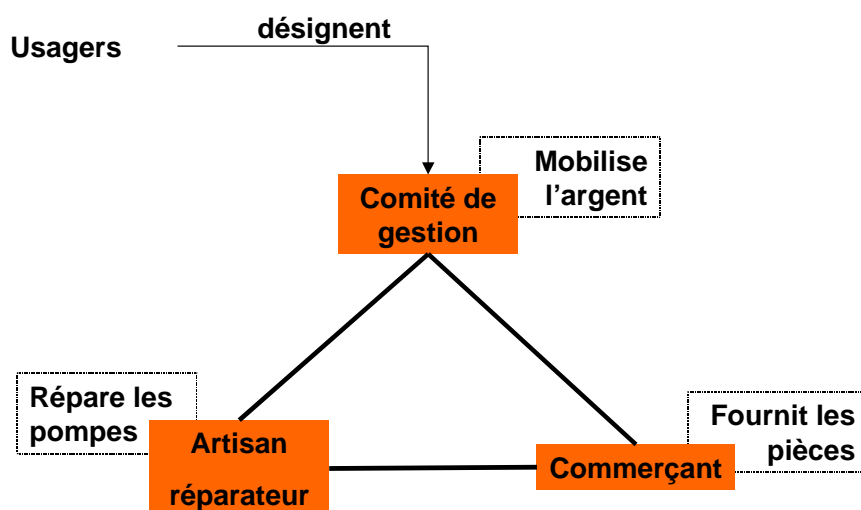 désignent
Usagers
Mobilise
l'argent
Comité de
gestion
Répare les
pompes
Artisan
réparateur
Fournit les
pièces
Commerçant